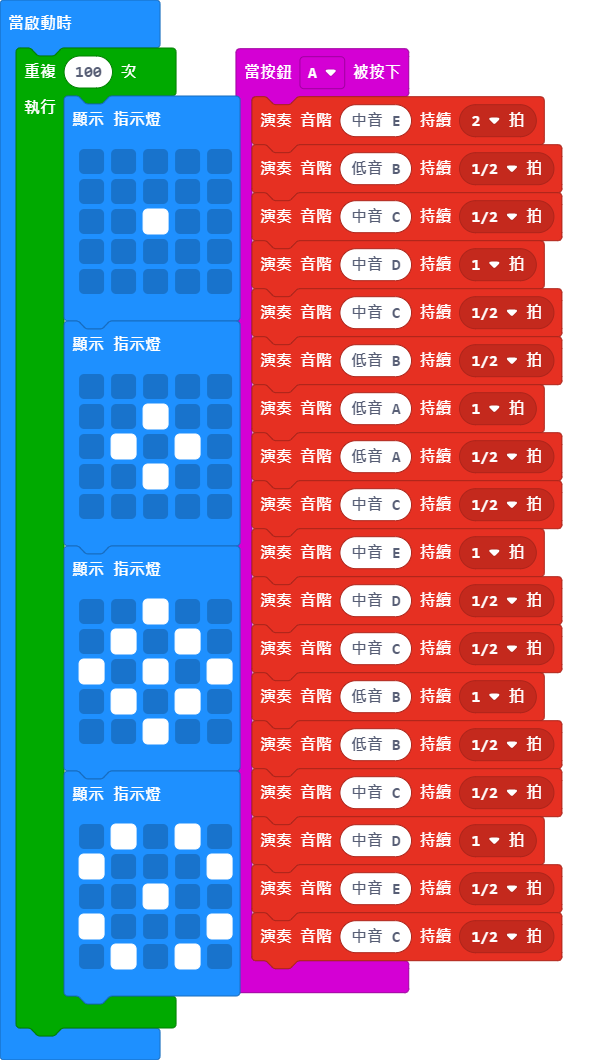 當啟動時
重複 100 次
執行
顯示 指示燈
顯示 指示燈
顯示 指示燈
顯示 指示燈
當按鈕 A 被按下
演奏 音階 中音 E 持續 2 拍
演奏 音階 低音 B 持續 1/2 拍
演奏 音階 中音 C 持續 1/2 拍
演奏 音階 中音 D 持續 1 拍
演奏 音階 中音 C 持續 1/2 拍
演奏 音階 低音 B 持續 1/2 拍
演奏 音階 低音 A 持續 1 拍
演奏 音階 低音 A 持續 1/2 拍
演奏 音階 中音 C 持續 1/2 拍
演奏 音階 中音 E 持續 1 拍
演奏 音階 中音 D 持續 1/2 拍
演奏 音階 中音 C 持續 1/2 拍
演奏 音階 低音 B 持續 1 拍
演奏 音階 低音 B 持續 1/2 拍
演奏 音階 中音 C 持續 1/2 拍
演奏 音階 中音 D 持續 1 拍
演奏 音階 中音 E 持續 1/2 拍
演奏 音階 中音 C 持續 1/2 拍